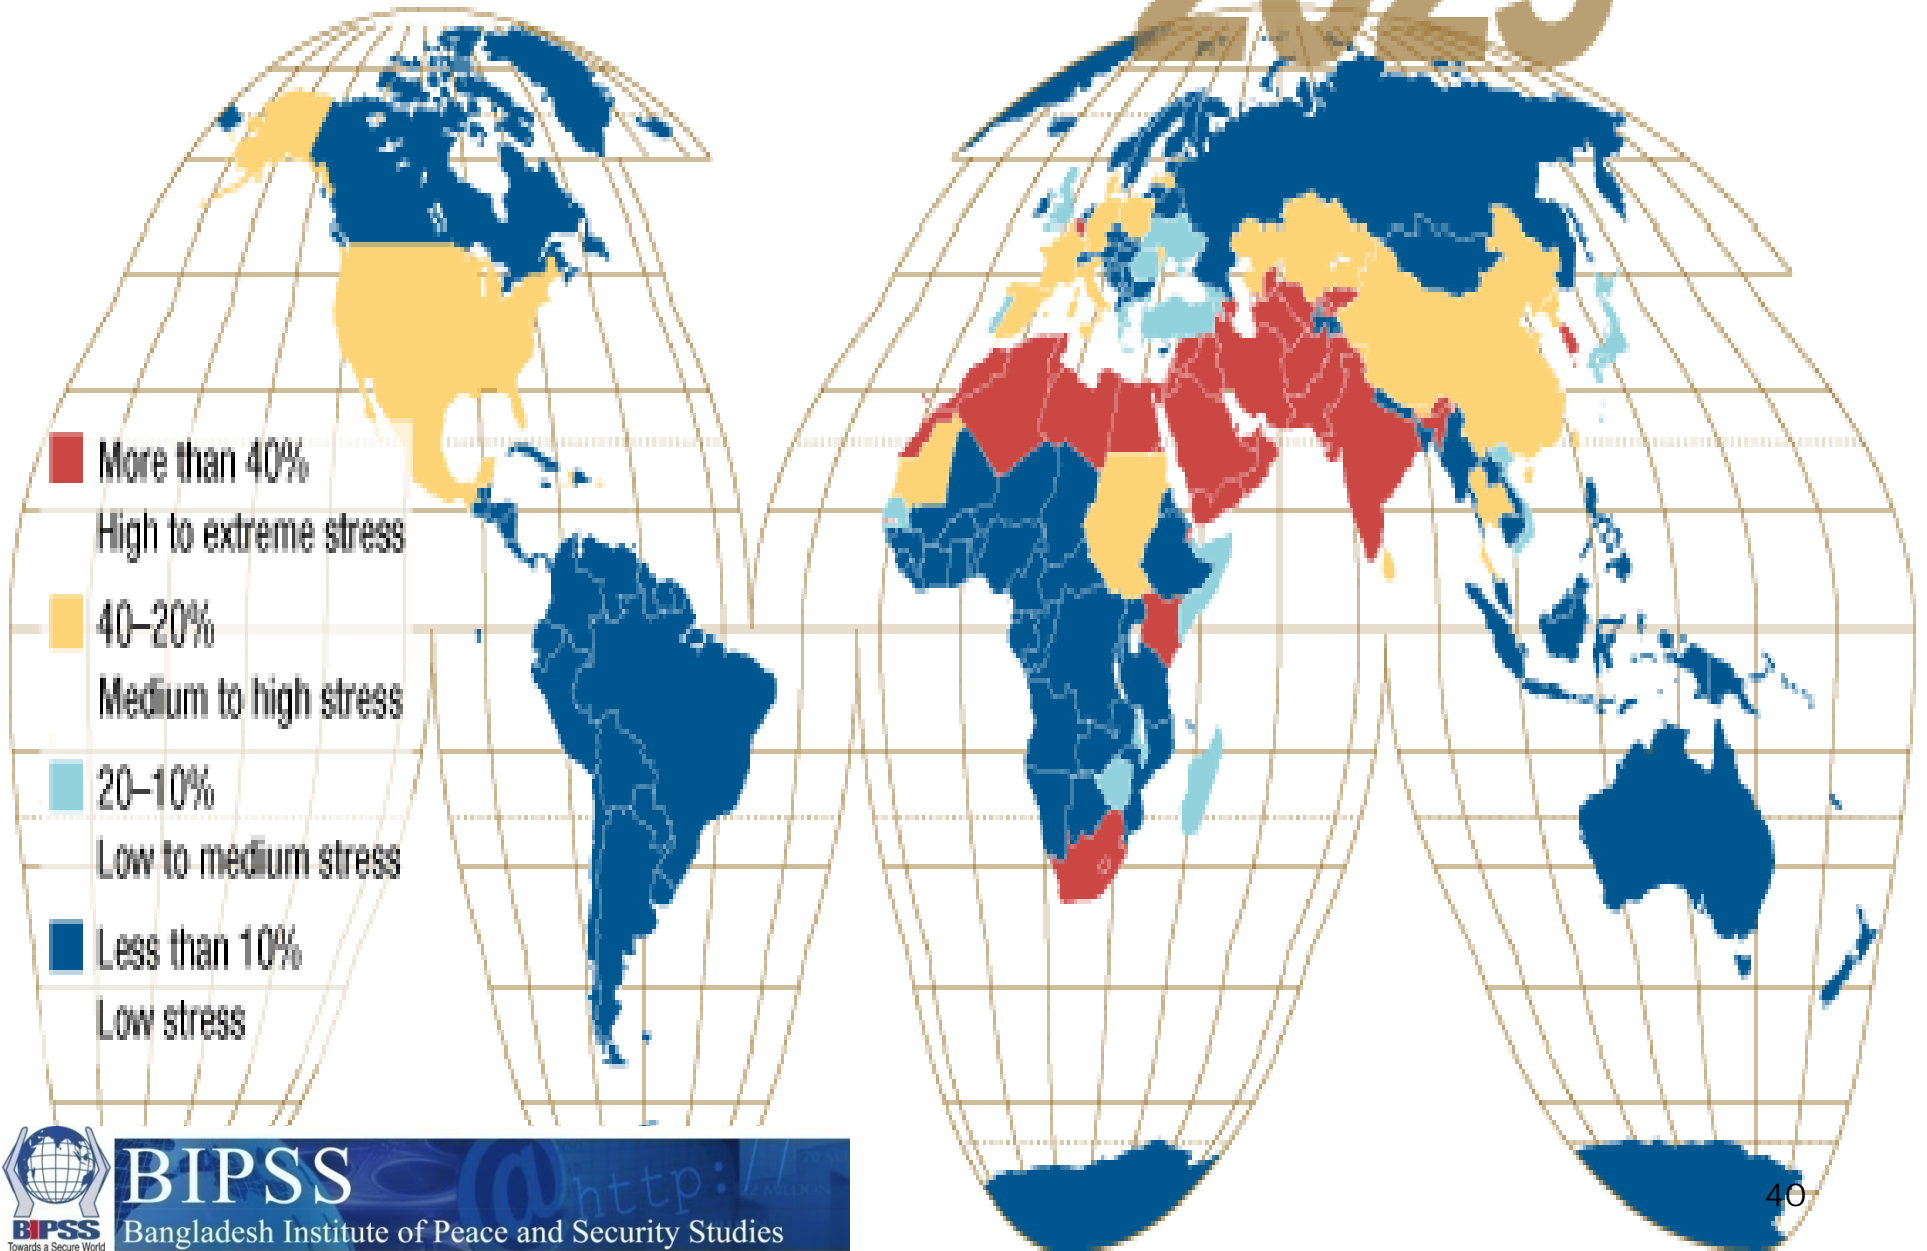 2025
More than 40%
High to extreme stress
40–20%
Medium to high stress
20–10%
Low to medium stress
Less than 10%
Low stress
BIPSS
Bangladesh Institute of Peace and Security Studies
@http://
BIPSS
Towards a Secure World
40